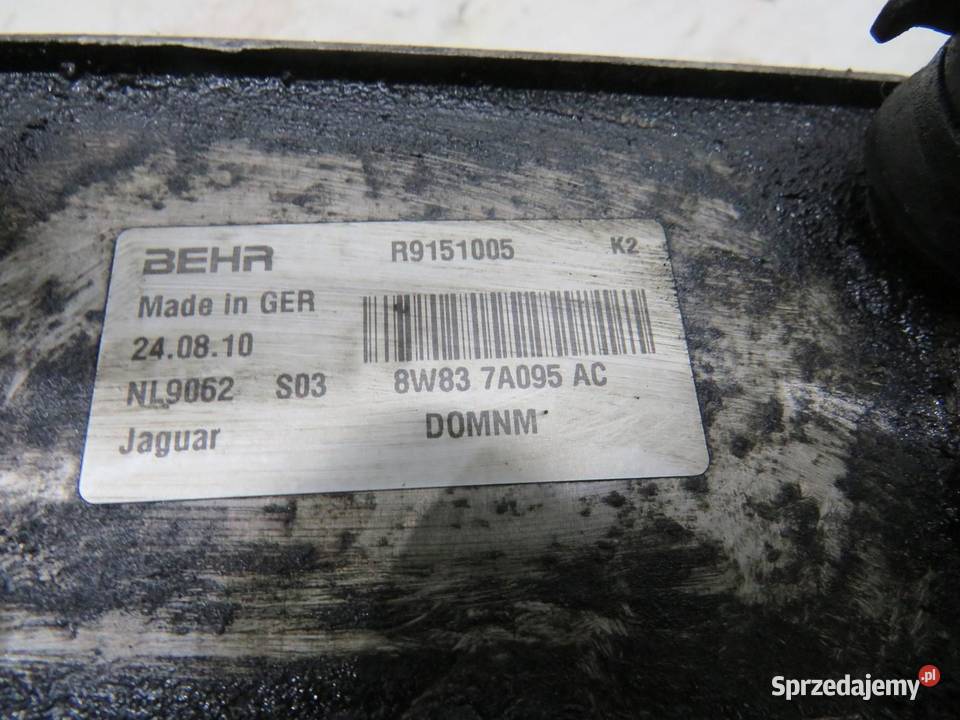 BEHR R9151005 K2
Made in GER
24.08.10
NL9062 S03 8W83 7A095 AC
Jaguar DOMNM
Sprzedajemy.pl